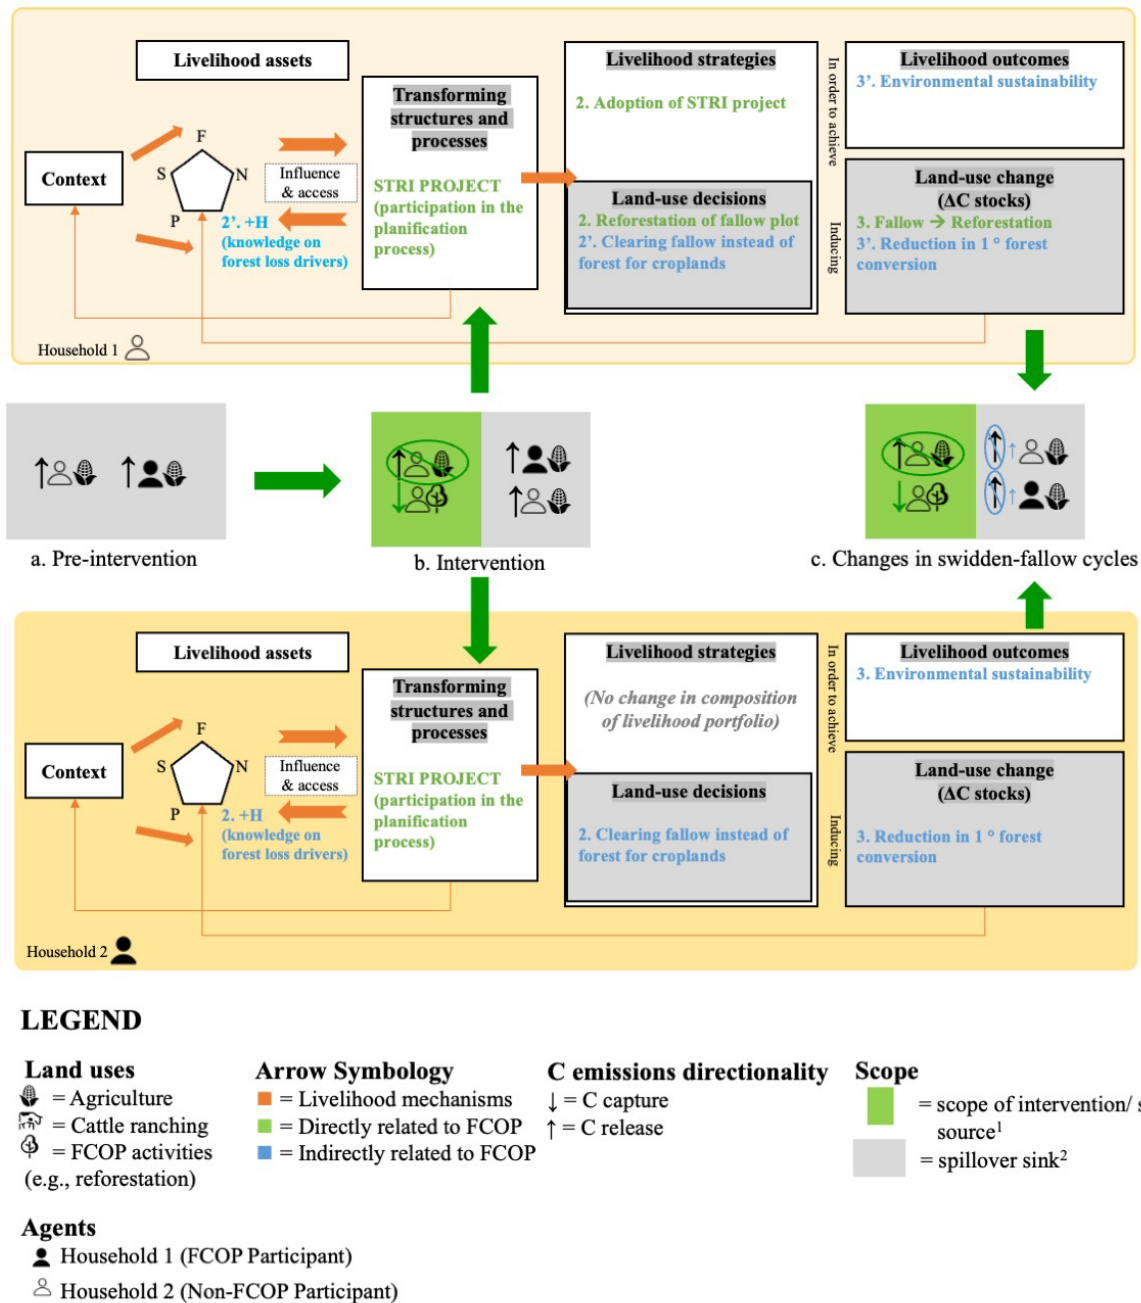 Livelihood assets
Transforming
structures and
processes
STRI PROJECT
(participation in the
planification
process)
Context
F
S
N
P
2’. +H
(knowledge on
forest loss drivers)
Influence
& access
Livelihood strategies
2. Adoption of STRI project
Land-use decisions
2. Reforestation of fallow plot
2’. Clearing fallow instead of
forest for croplands
In order to achieve
Inducing
Livelihood outcomes
3’. Environmental sustainability
Land-use change
(ΔC stocks)
3. Fallow → Reforestation
3’. Reduction in 1 ° forest
conversion
Household 1
a. Pre-intervention
b. Intervention
c. Changes in swidden-fallow cycles
Livelihood assets
Transforming
structures and
processes
STRI PROJECT
(participation in the
planification
process)
Context
F
S
N
P
2. +H
(knowledge on
forest loss drivers)
Influence
& access
Livelihood strategies
(No change in composition
of livelihood portfolio)
Land-use decisions
2. Clearing fallow instead of
forest for croplands
In order to achieve
Inducing
Livelihood outcomes
3. Environmental sustainability
Land-use change
(ΔC stocks)
3. Reduction in 1 ° forest
conversion
Household 2
LEGEND
Land uses
= Agriculture
= Cattle ranching
= FCOP activities
(e.g., reforestation)
Arrow Symbology
= Livelihood mechanisms
= Directly related to FCOP
= Indirectly related to FCOP
C emissions directionality
↓ = C capture
↑ = C release
Scope
= scope of intervention/
source¹
= spillover sink²
Agents
Household 1 (FCOP Participant)
Household 2 (Non-FCOP Participant)